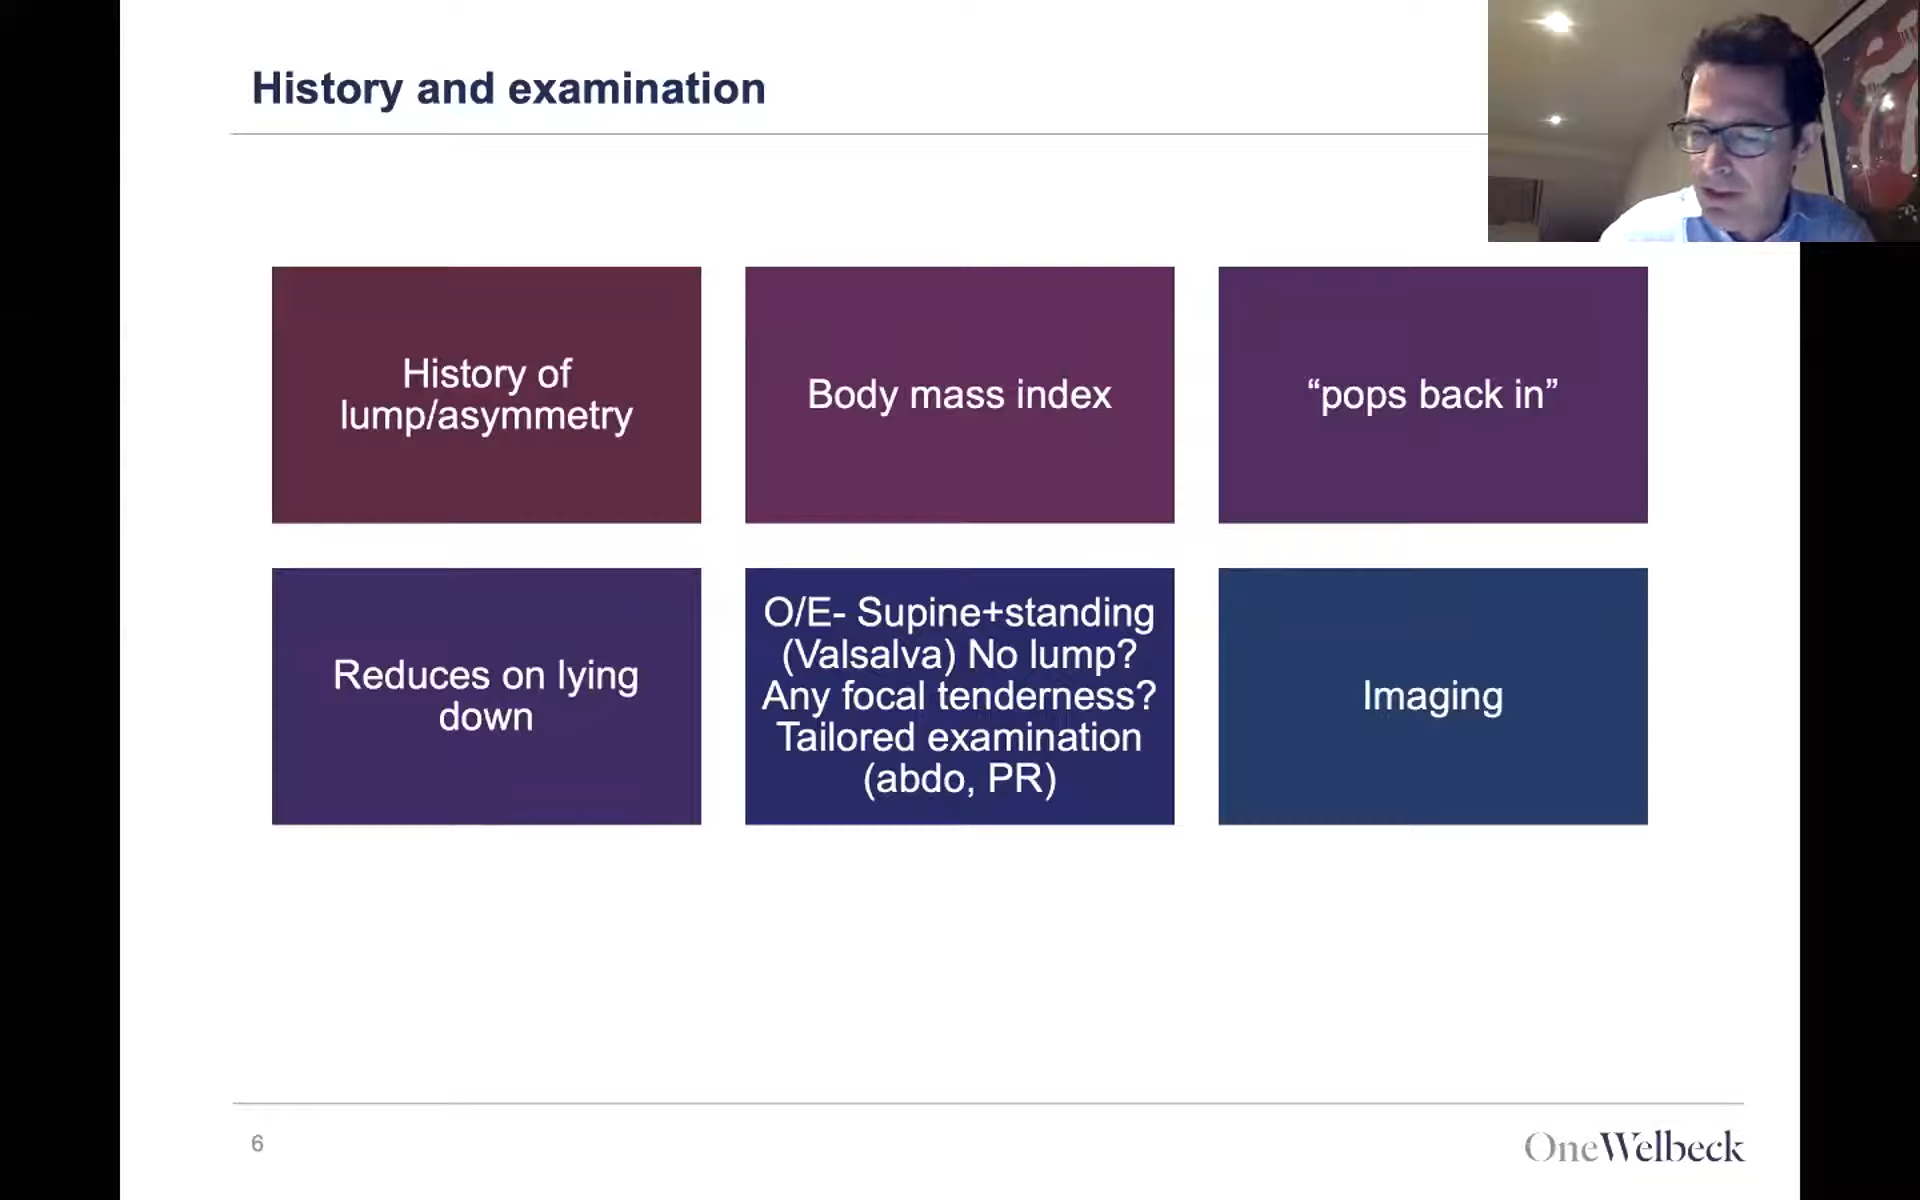 History and examination
History of
lump/asymmetry
Body mass index
“pops back in”
Reduces on lying
down
O/E- Supine+standing
(Valsalva) No lump?
Any focal tenderness?
Tailored examination
(abdo, PR)
Imaging
6
OneWelbeck